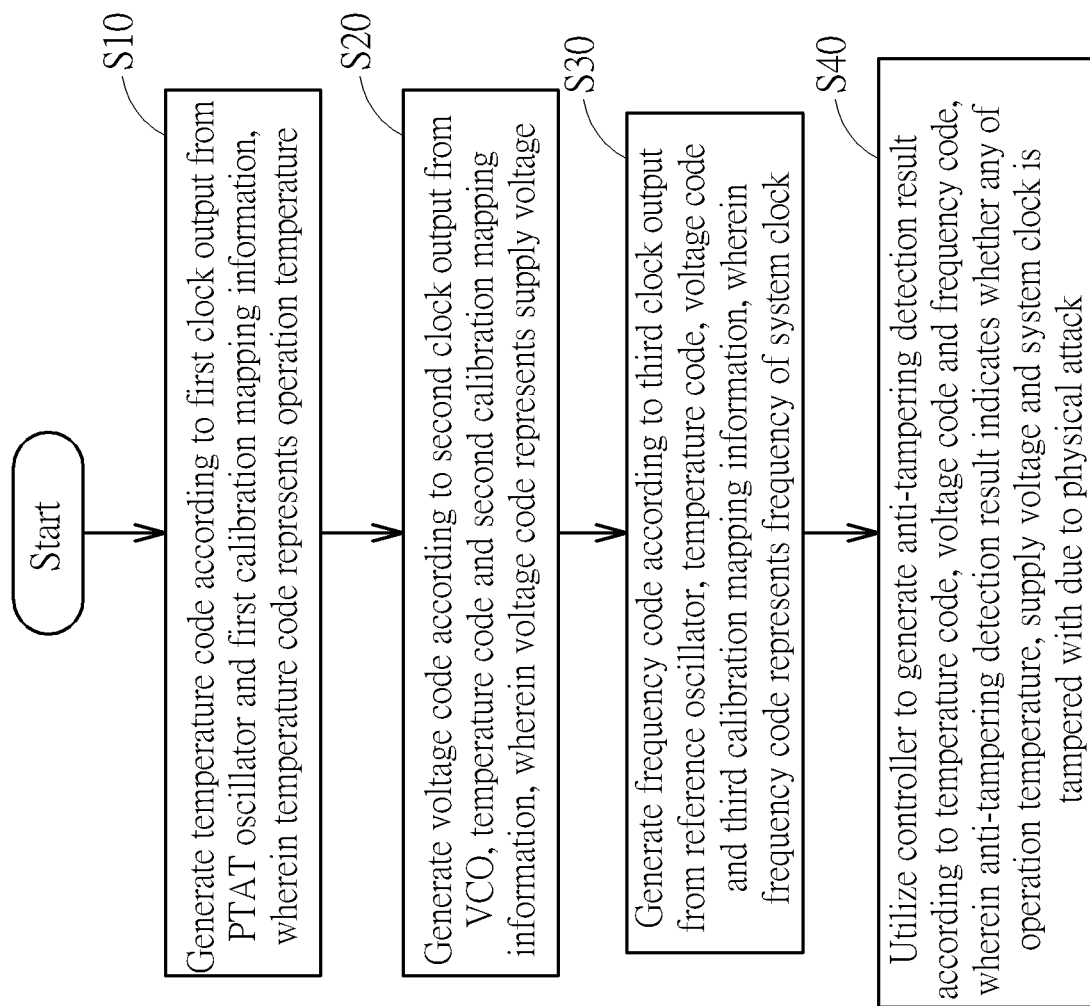 Start
S10
Generate temperature code according to first clock output from
PTAT oscillator and first calibration mapping information,
wherein temperature code represents operation temperature
S20
Generate voltage code according to second clock output from
VCO, temperature code and second calibration mapping
information, wherein voltage code represents supply voltage
S30
Generate frequency code according to third clock output
from reference oscillator, temperature code, voltage code
and third calibration mapping information, wherein
frequency code represents frequency of system clock
S40
Utilize controller to generate anti-tampering detection result
according to temperature code, voltage code and frequency code,
wherein anti-tampering detection result indicates whether any of
operation temperature, supply voltage and system clock is
tampered with due to physical attack